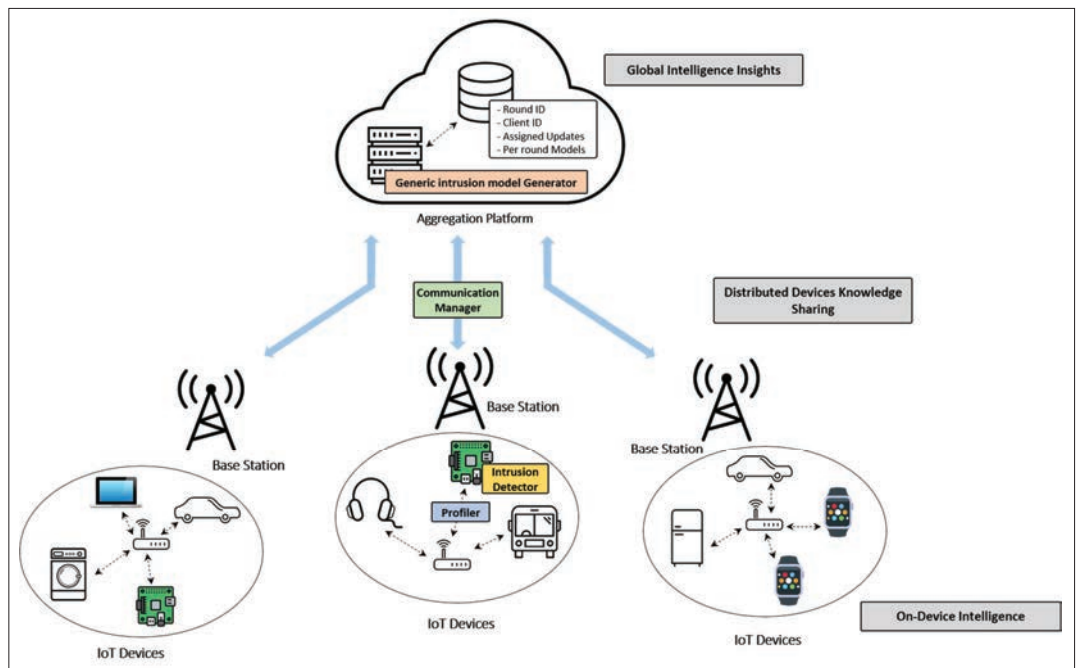 Global Intelligence Insights
- Round ID
- Client ID
- Assigned Updates
- Per round Models
Generic intrusion model Generator
Aggregation Platform
Communication
Manager
Distributed Devices Knowledge
Sharing
Base Station
Base Station
Base Station
Intrusion
Detector
Profiler
On-Device Intelligence
IoT Devices
IoT Devices
IoT Devices